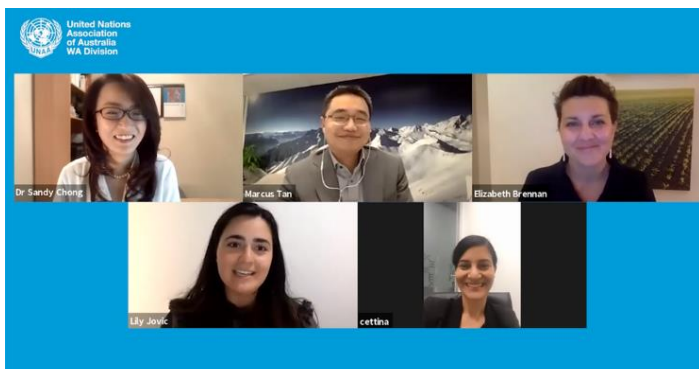 United Nations
Association
of Australia
WA Division
UNAA
Dr Sandy Chong
Marcus Tan
Elizabeth Brennan
Lily Jovic
cettina